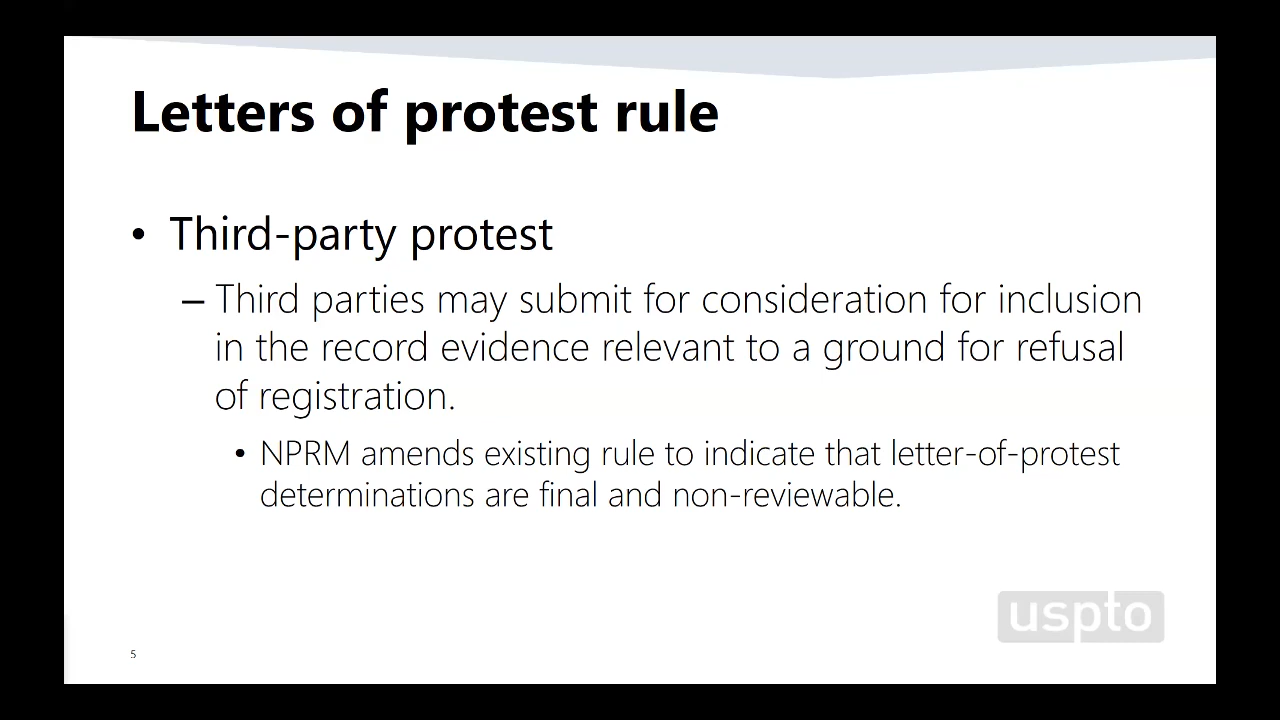 Letters of protest rule
• Third-party protest
– Third parties may submit for consideration for inclusion
in the record evidence relevant to a ground for refusal
of registration.
• NPRM amends existing rule to indicate that letter-of-protest
determinations are final and non-reviewable.
uspto
5